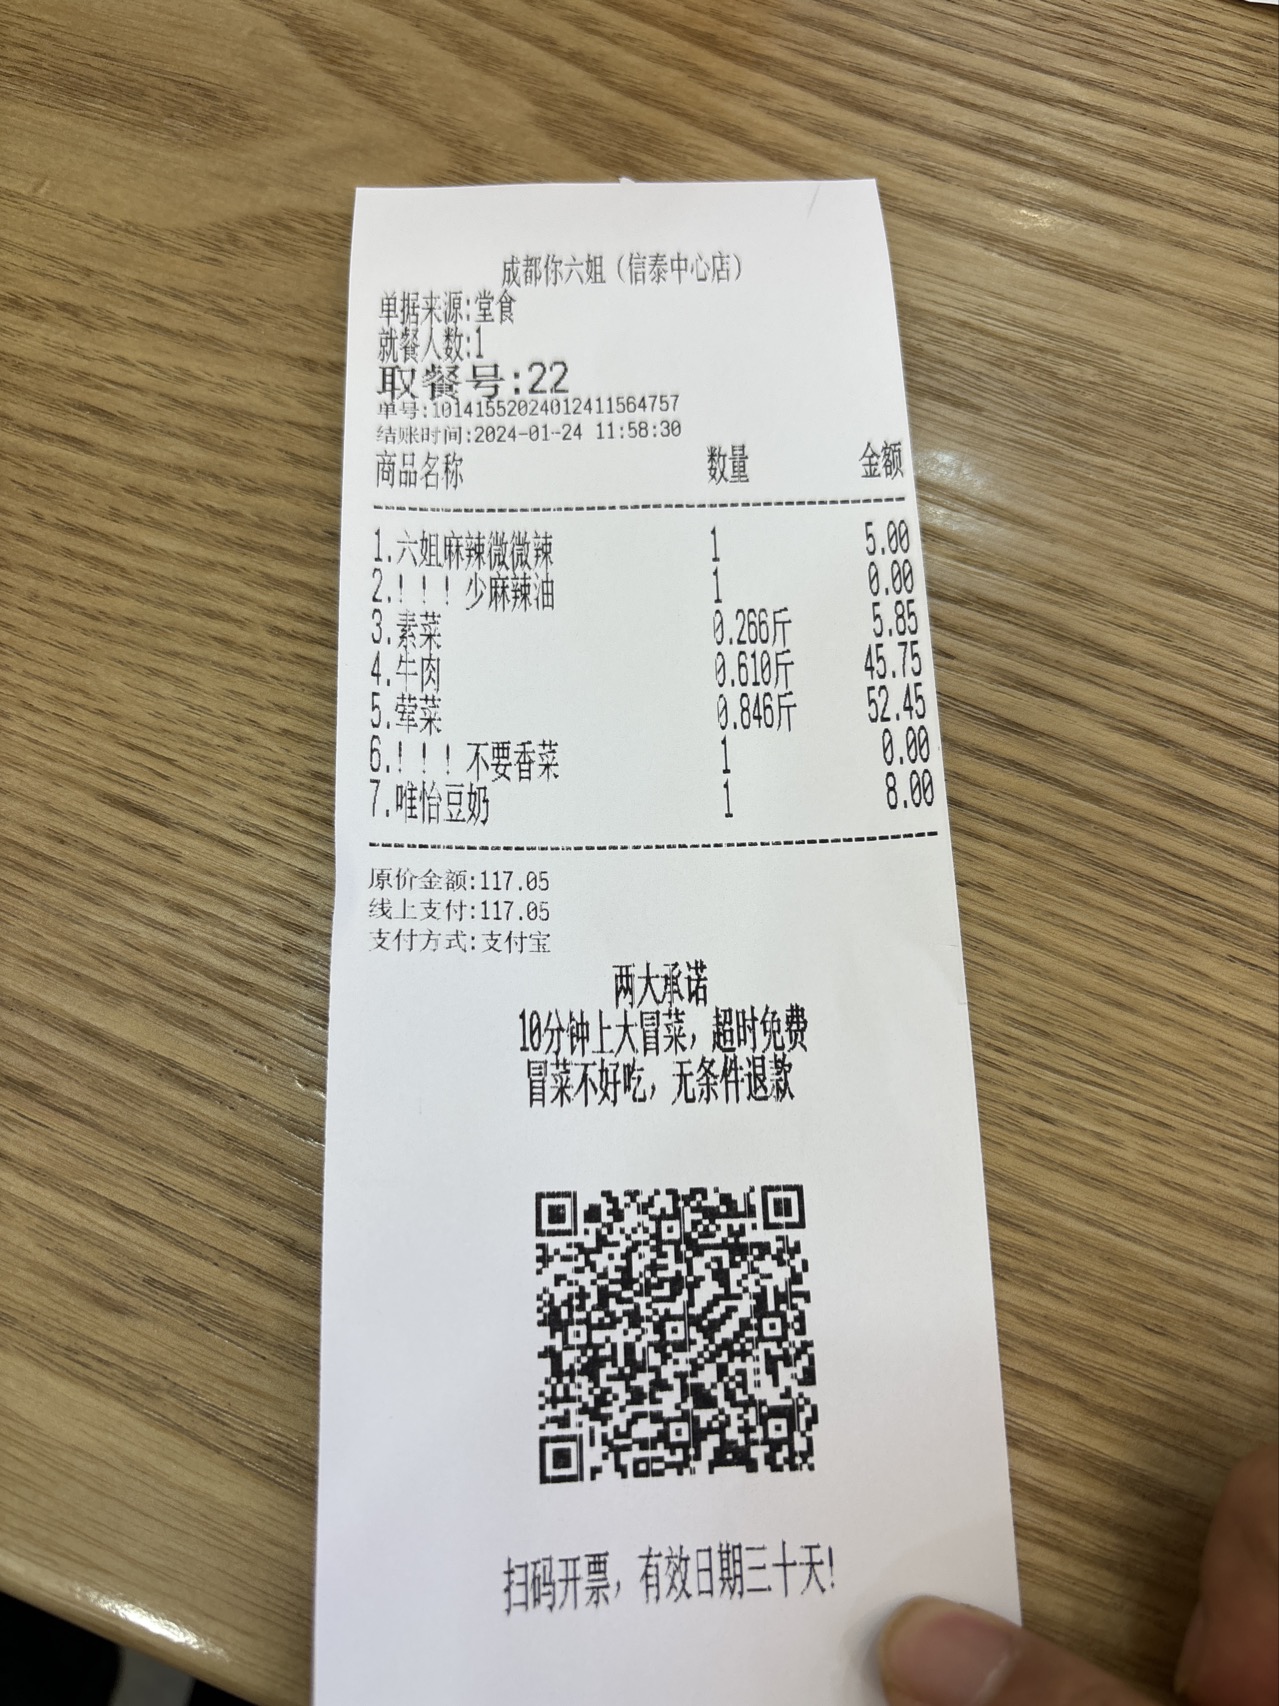 成都你六姐（信泰中心店）
单据来源:堂食
就餐人数:1
取餐号:22
单号:10141552024012411564757
结账时间:2024-01-24 11:58:30
商品名称 数量 金额
1.六姐麻辣微微辣 1 5.00
2.！！！少麻辣油 1 0.00
3.素菜 0.266斤 5.85
4.牛肉 0.610斤 45.75
5.荤菜 0.846斤 52.45
6.！！！不要香菜 1 0.00
7.唯怡豆奶 1 8.00
原价金额:117.05
线上支付:117.05
支付方式:支付宝
两大承诺
10分钟上大冒菜，超时免费
冒菜不好吃，无条件退款
扫码开票，有效日期三十天!